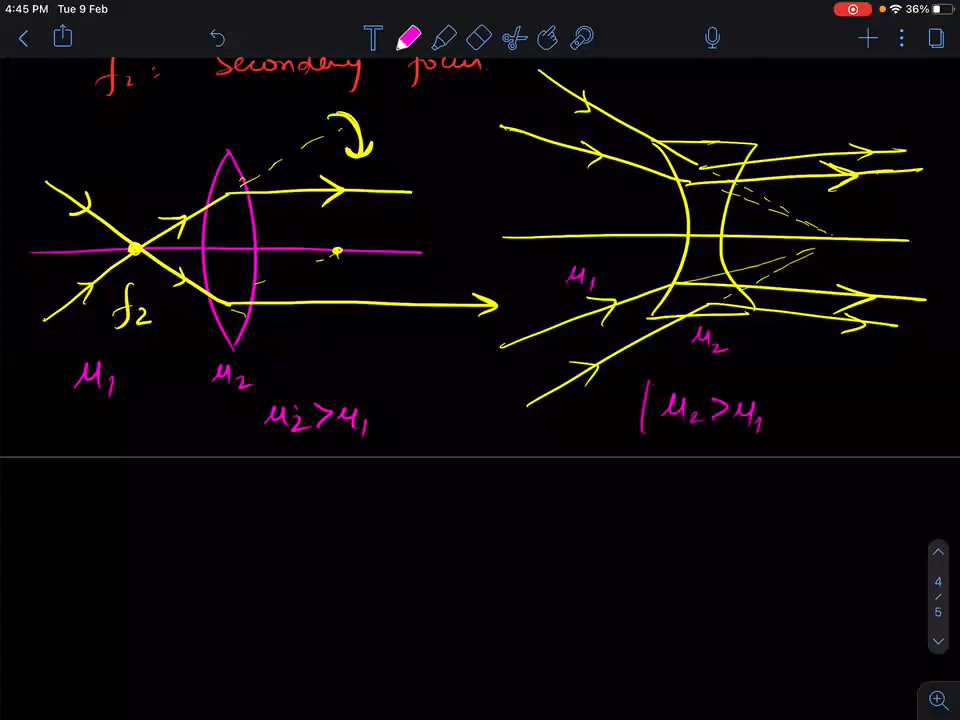 4:45 PM Tue 9 Feb
36%
T
f₂ : Secondary focus.
f₂
μ₁
μ₂
μ₂ > μ₁
μ₁
μ₂
μ₂ > μ₁
4
/
5